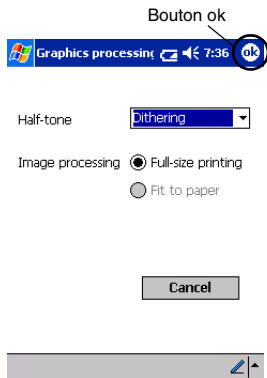 Bouton ok
Graphics processing 7:36 ok
Half-tone Dithering
Image processing Full-size printing
Fit to paper
Cancel